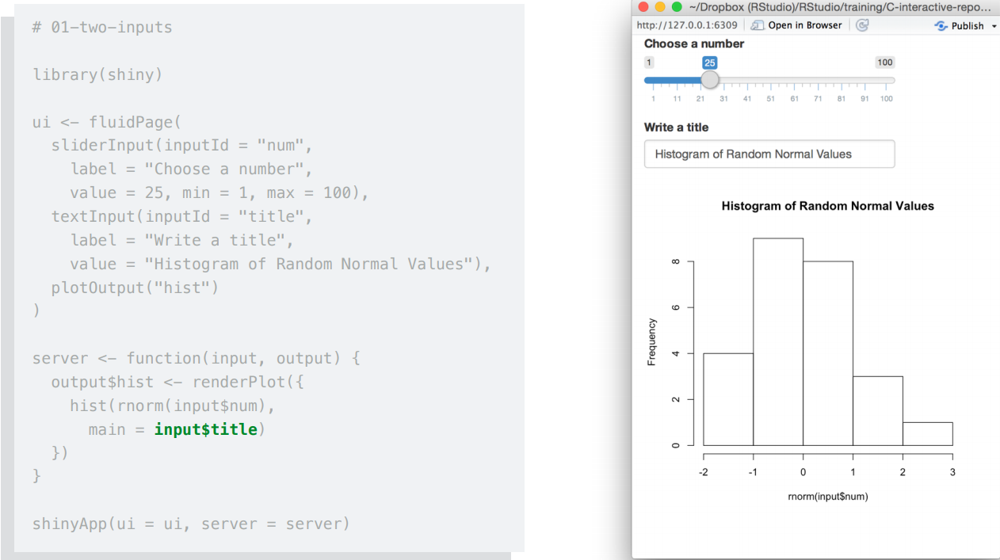 # 01-two-inputs
library(shiny)
ui <- fluidPage(
  sliderInput(inputId = "num",
    label = "Choose a number",
    value = 25, min = 1, max = 100),
  textInput(inputId = "title",
    label = "Write a title",
    value = "Histogram of Random Normal Values"),
  plotOutput("hist")
)
server <- function(input, output) {
  output$hist <- renderPlot({
    hist(rnorm(input$num),
      main = input$title)
  })
}
shinyApp(ui = ui, server = server)
~/Dropbox (RStudio)/RStudio/training/C-interactive-repo...
http://127.0.0.1:6309 Open in Browser Publish
Choose a number
1 25 100
1 11 21 31 41 51 61 71 81 91 100
Write a title
Histogram of Random Normal Values
Histogram of Random Normal Values
8
6
4
2
0
Frequency
-2 -1 0 1 2 3
rnorm(input$num)